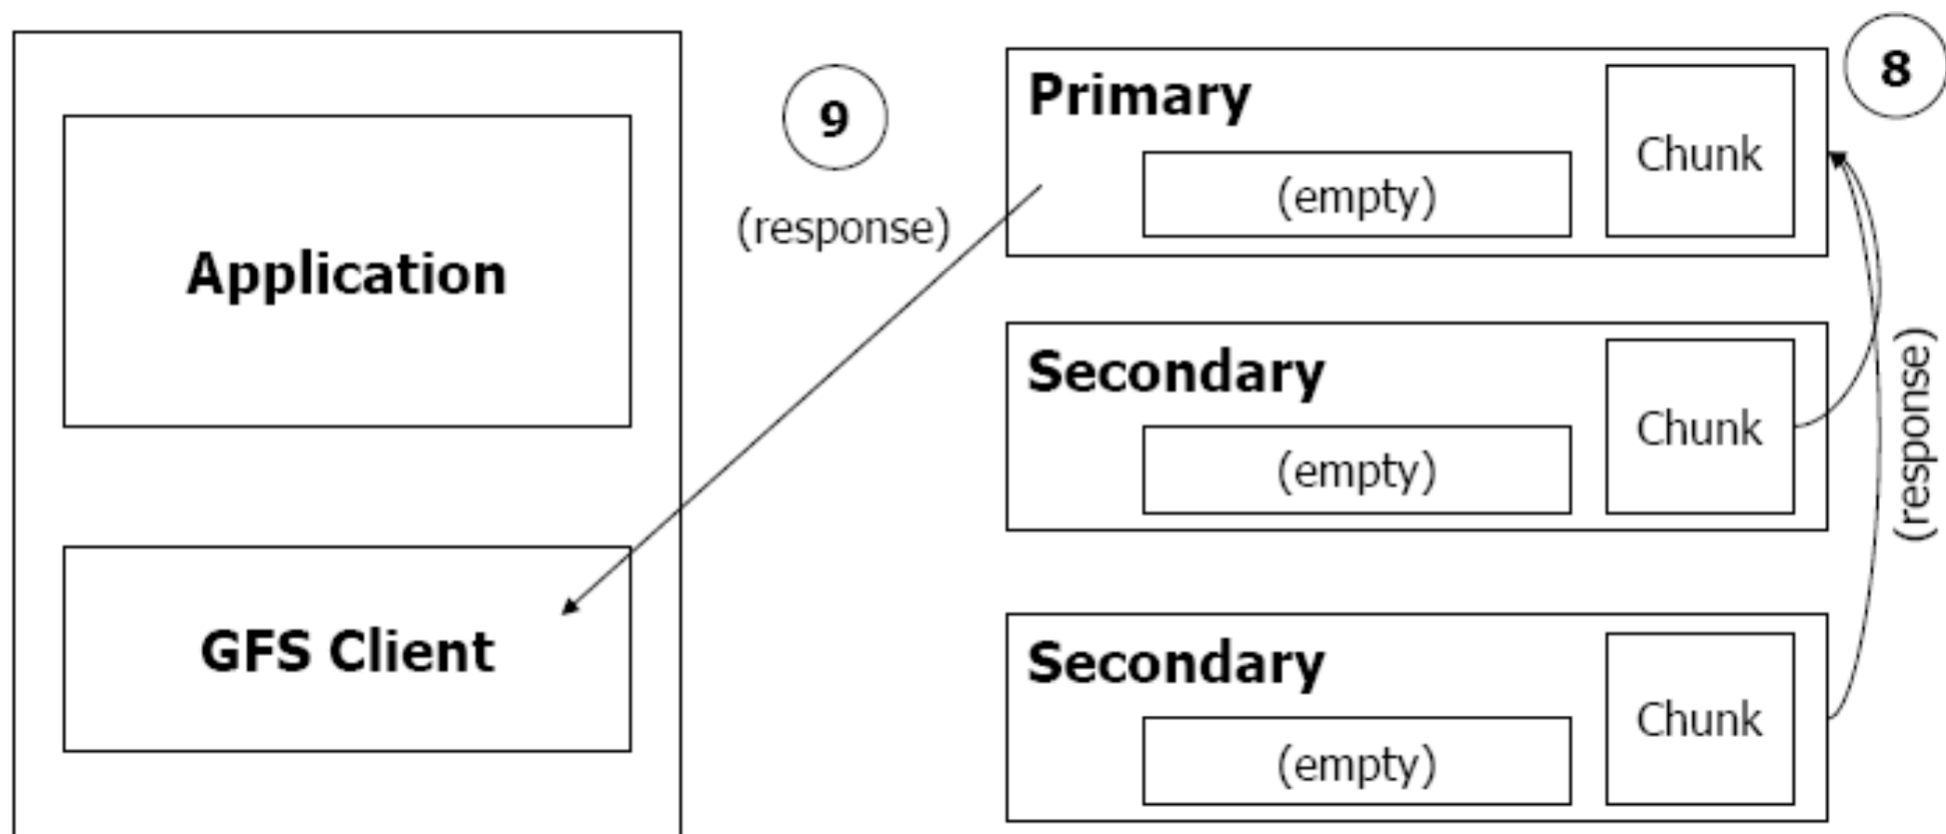 Application
GFS Client
9
(response)
Primary
(empty)
Chunk
8
Secondary
(empty)
Chunk
(response)
Secondary
(empty)
Chunk